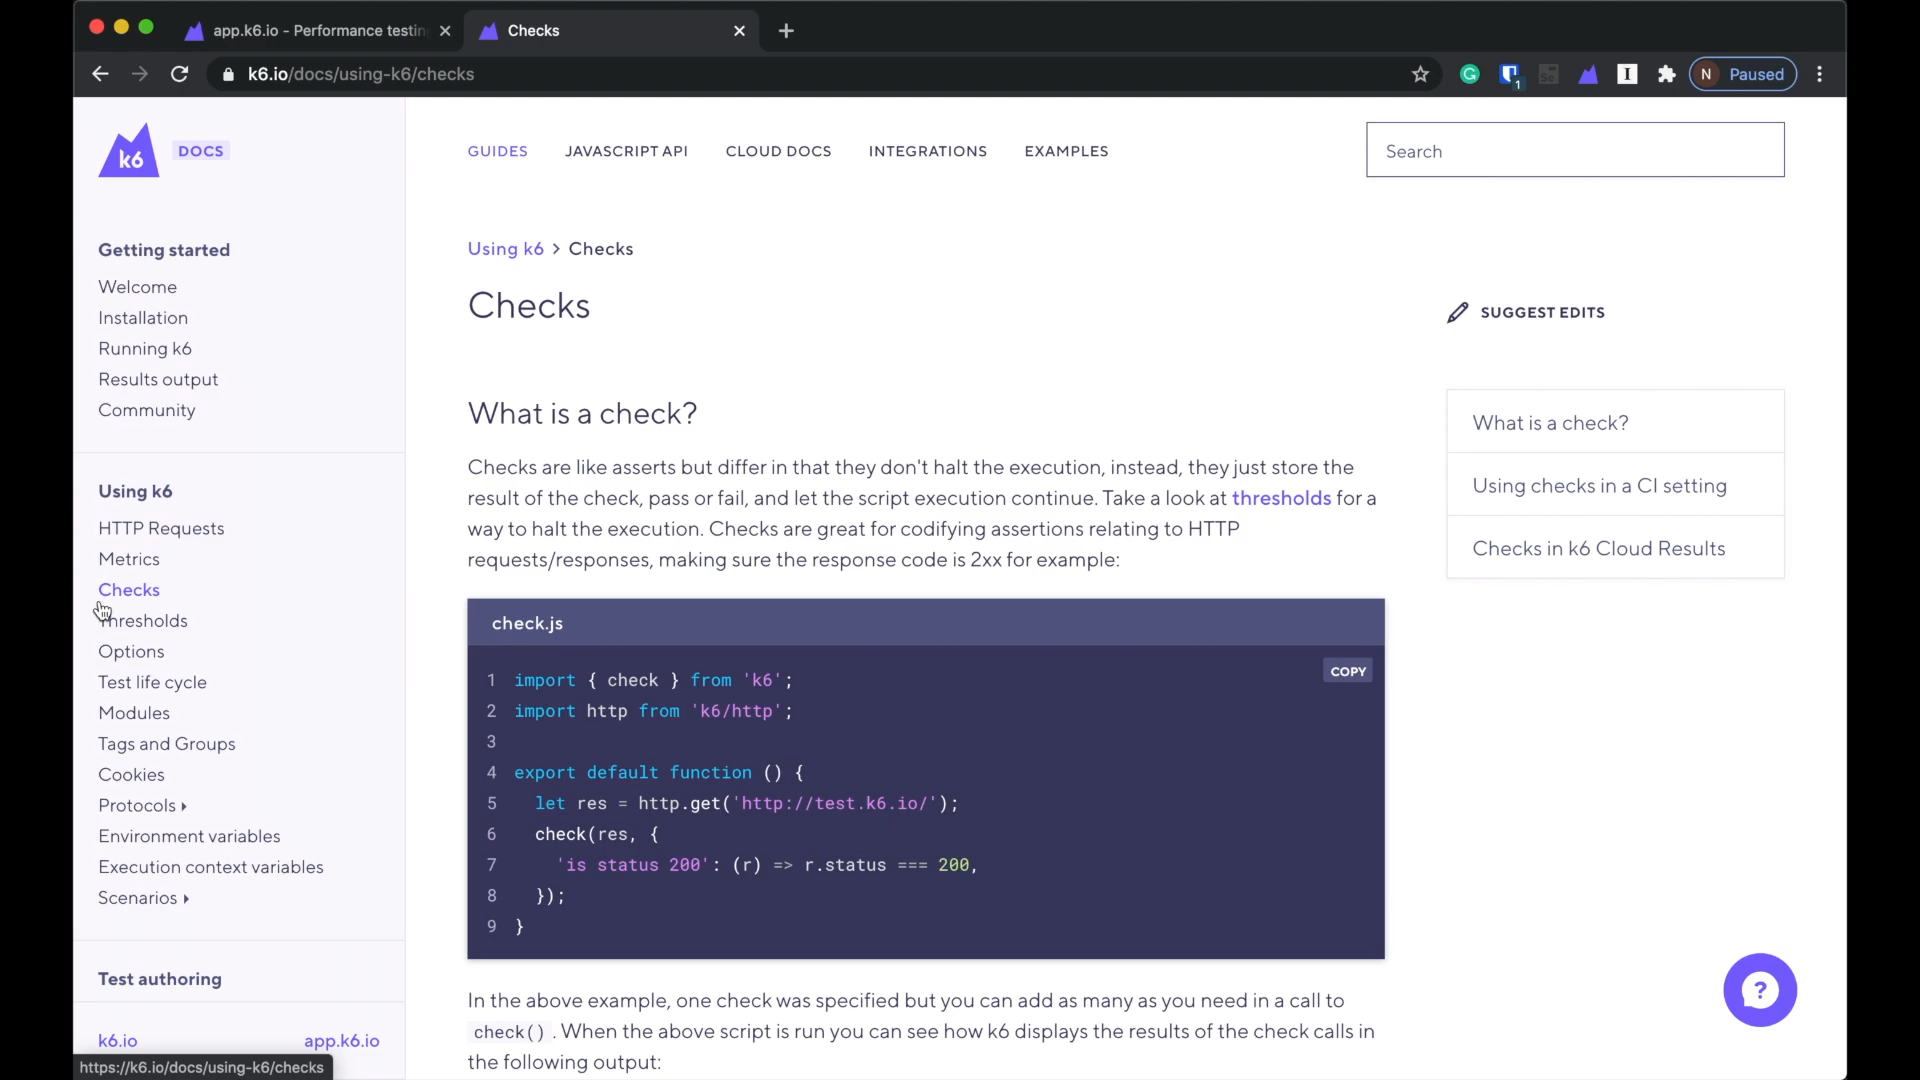 app.k6.io - Performance testin
Checks
k6.io/docs/using-k6/checks
1
N Paused
k6 DOCS
GUIDES JAVASCRIPT API CLOUD DOCS INTEGRATIONS EXAMPLES
Search
Getting started
Welcome
Installation
Running k6
Results output
Community
Using k6
HTTP Requests
Metrics
Checks
Thresholds
Options
Test life cycle
Modules
Tags and Groups
Cookies
Protocols
Environment variables
Execution context variables
Scenarios
Test authoring
k6.io app.k6.io
https://k6.io/docs/using-k6/checks
Using k6 > Checks
Checks
SUGGEST EDITS
What is a check?
Using checks in a CI setting
Checks in k6 Cloud Results
What is a check?
Checks are like asserts but differ in that they don't halt the execution, instead, they just store the
result of the check, pass or fail, and let the script execution continue. Take a look at thresholds for a
way to halt the execution. Checks are great for codifying assertions relating to HTTP
requests/responses, making sure the response code is 2xx for example:
check.js
COPY
1 import { check } from 'k6';
2 import http from 'k6/http';
3
4 export default function () {
5 let res = http.get('http://test.k6.io/');
6 check(res, {
7 'is status 200': (r) => r.status === 200,
8 });
9 }
In the above example, one check was specified but you can add as many as you need in a call to
check() . When the above script is run you can see how k6 displays the results of the check calls in
the following output:
?